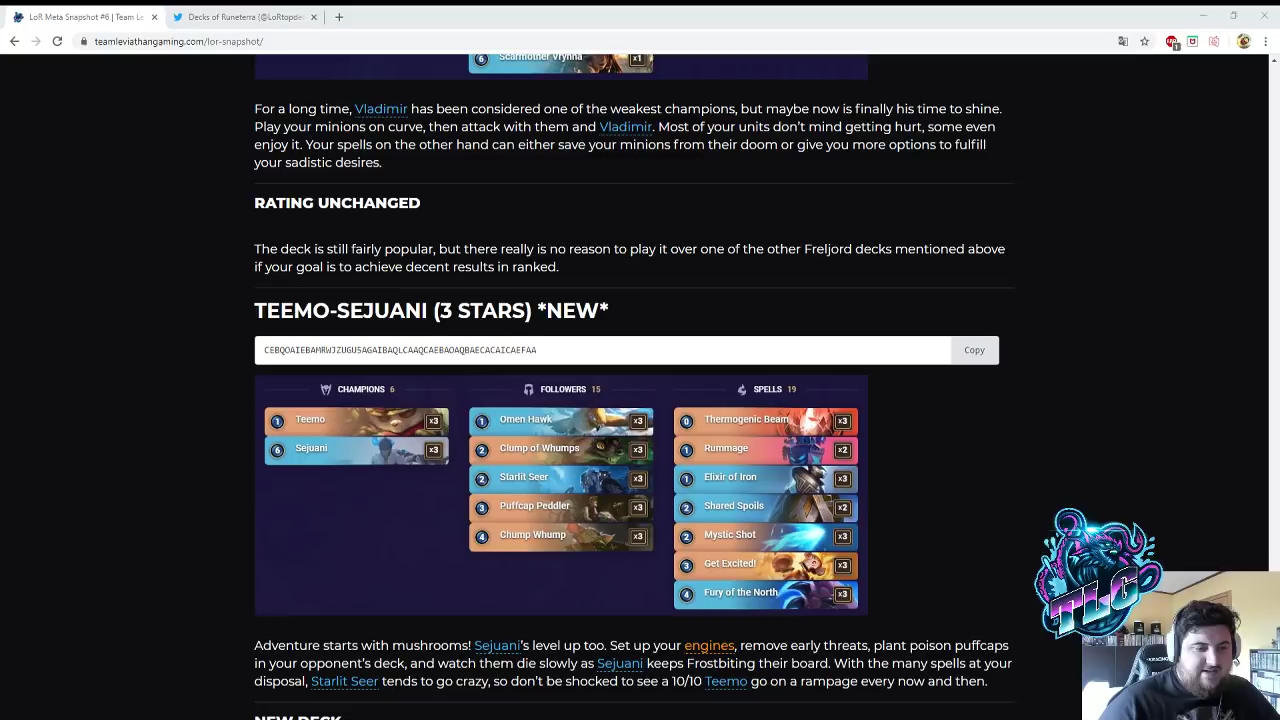 LoR Meta Snapshot #6 | Team Le
Decks of Runeterra (@LoRtopdec
teamleviathangaming.com/lor-snapshot/
1
6 Scarmother Vrynna x1
For a long time, Vladimir has been considered one of the weakest champions, but maybe now is finally his time to shine.
Play your minions on curve, then attack with them and Vladimir. Most of your units don't mind getting hurt, some even
enjoy it. Your spells on the other hand can either save your minions from their doom or give you more options to fulfill
your sadistic desires.
RATING UNCHANGED
The deck is still fairly popular, but there really is no reason to play it over one of the other Freljord decks mentioned above
if your goal is to achieve decent results in ranked.
TEEMO-SEJUANI (3 STARS) *NEW*
CEBQOAIEBAMRWJZUGU5AGAIBAQLCAAQCAEBAOAQBAECACAICAEFAA Copy
CHAMPIONS 6
1 Teemo x3
6 Sejuani x3
FOLLOWERS 15
1 Omen Hawk x3
2 Clump of Whumps x3
2 Starlit Seer x3
3 Puffcap Peddler x3
4 Chump Whump x3
SPELLS 19
0 Thermogenic Beam x3
1 Rummage x2
1 Elixir of Iron x3
2 Shared Spoils x2
2 Mystic Shot x3
3 Get Excited! x3
4 Fury of the North x3
Adventure starts with mushrooms! Sejuani's level up too. Set up your engines, remove early threats, plant poison puffcaps
in your opponent's deck, and watch them die slowly as Sejuani keeps Frostbiting their board. With the many spells at your
disposal, Starlit Seer tends to go crazy, so don't be shocked to see a 10/10 Teemo go on a rampage every now and then.
NEW DECK
TLG